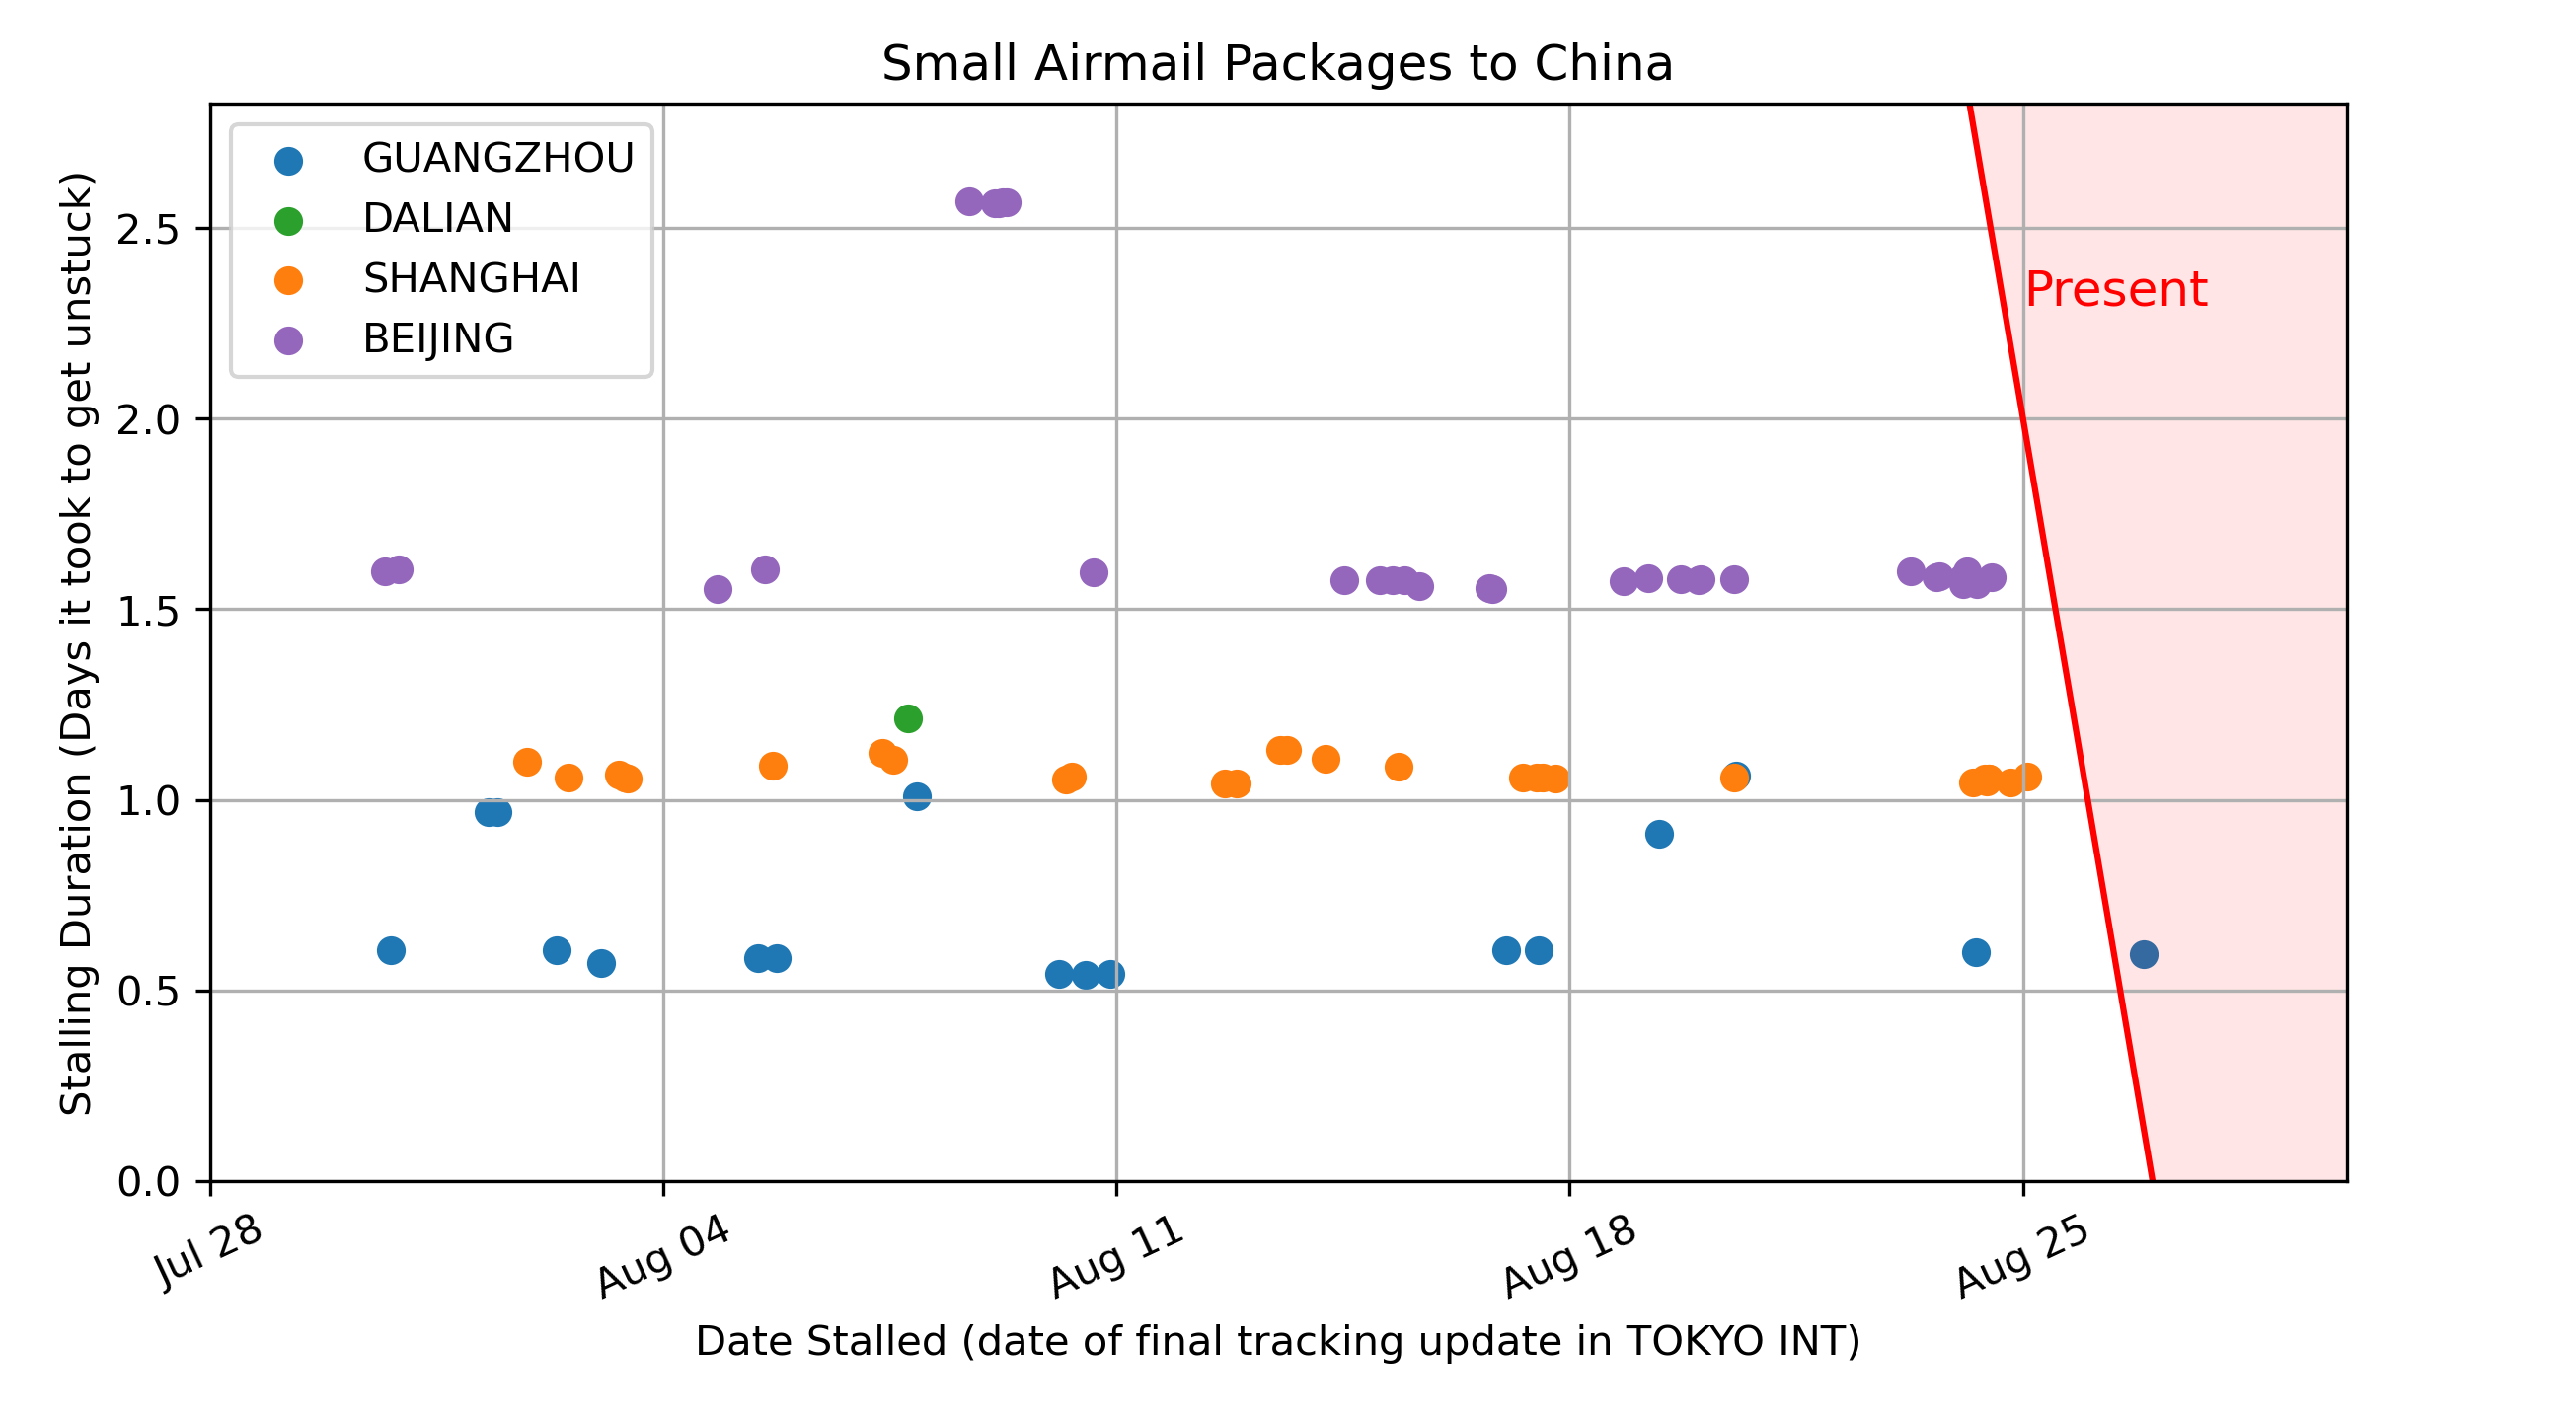 Small Airmail Packages to China
GUANGZHOU
DALIAN
SHANGHAI
BEIJING
Present
Stalling Duration (Days it took to get unstuck)
2.5
2.0
1.5
1.0
0.5
0.0
Jul 28
Aug 04
Aug 11
Aug 18
Aug 25
Date Stalled (date of final tracking update in TOKYO INT)